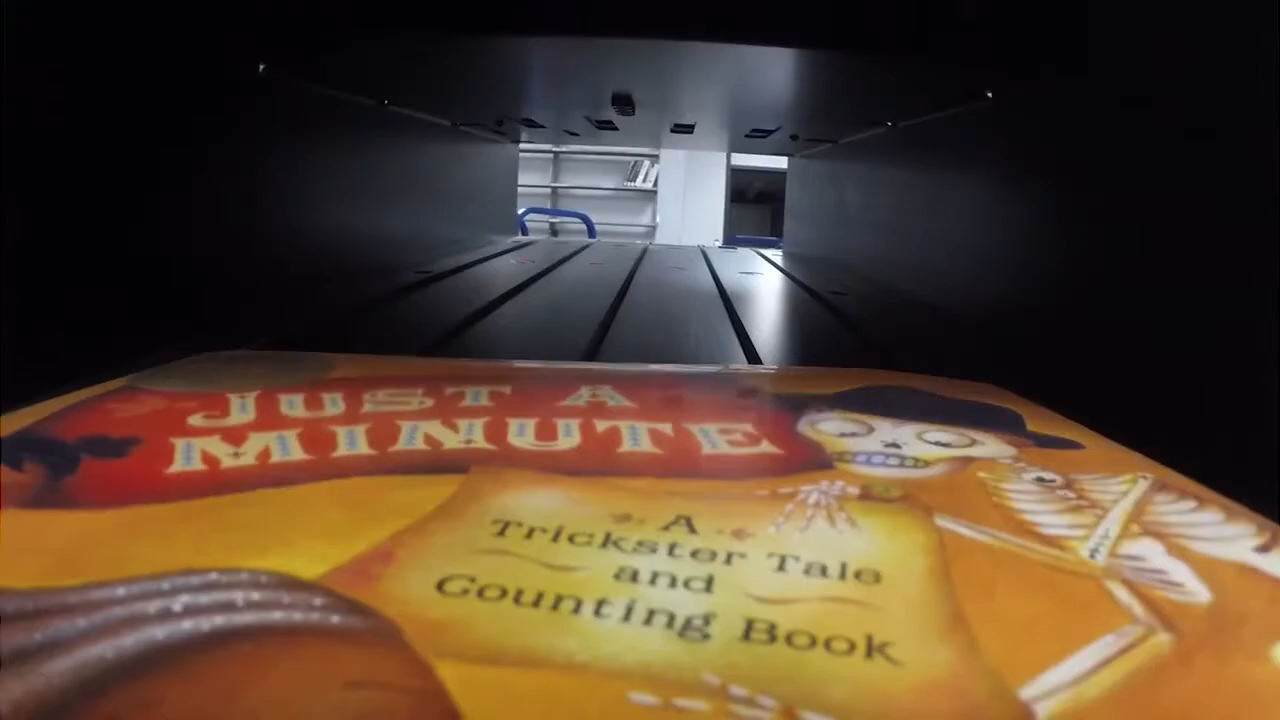 JUST A
MINUTE
A
Trickster Tale
and
Counting Book